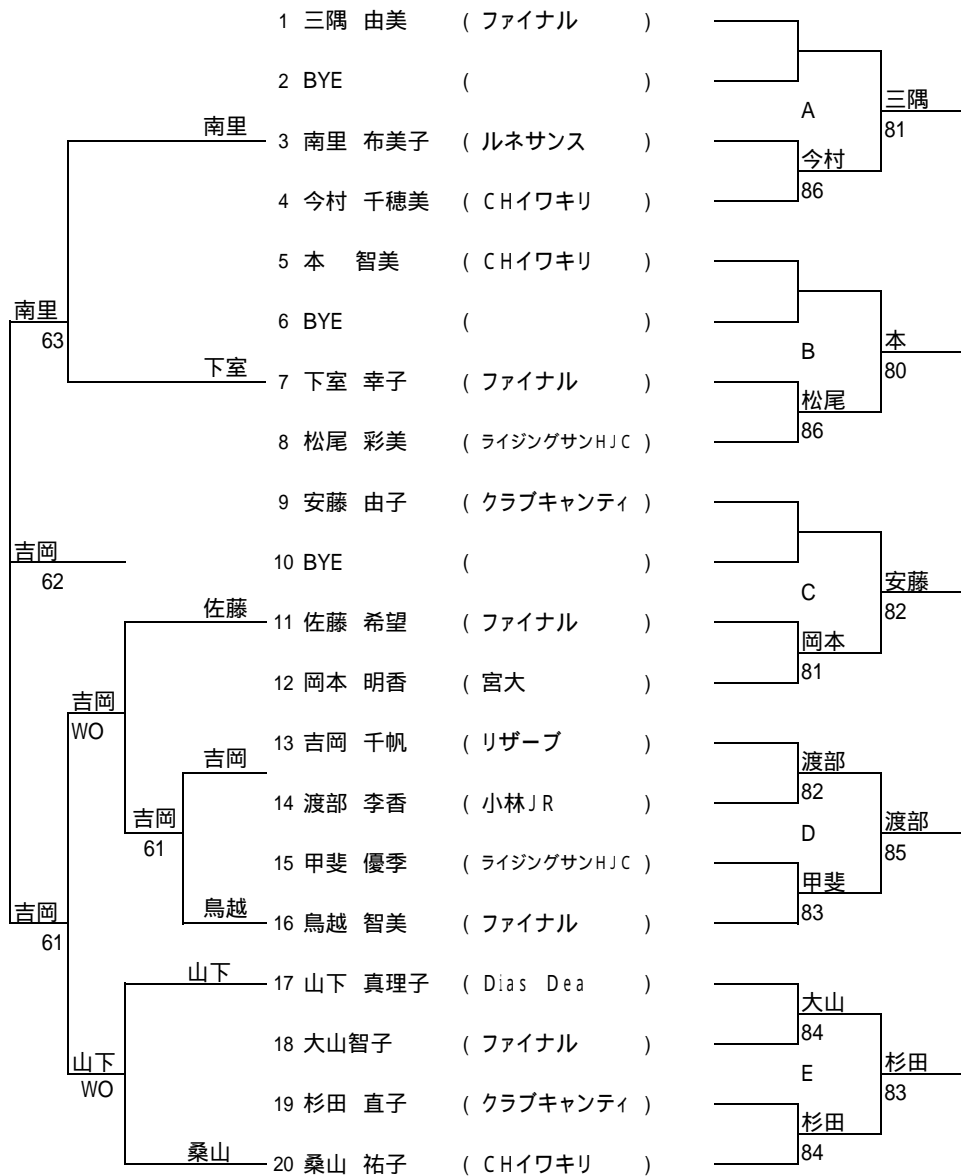 1 三隅 由美 ( ファイナル )
2 BYE ( )
三隅
A
81
南里
3 南里 布美子 ( ルネサンス )
今村
86
4 今村 千穂美 ( CHイワキリ )
5 本 智美 ( CHイワキリ )
南里
63
6 BYE ( )
B
本
80
下室
7 下室 幸子 ( ファイナル )
松尾
86
8 松尾 彩美 ( ライジングサンHJC )
9 安藤 由子 ( クラブキャンティ )
吉岡
62
10 BYE ( )
C
安藤
82
佐藤
11 佐藤 希望 ( ファイナル )
岡本
81
12 岡本 明香 ( 宮大 )
吉岡
WO
13 吉岡 千帆 ( リザーブ )
吉岡
渡部
82
14 渡部 李香 ( 小林JR )
吉岡
61
D
渡部
85
15 甲斐 優季 ( ライジングサンHJC )
甲斐
83
吉岡
61
鳥越
16 鳥越 智美 ( ファイナル )
山下
17 山下 真理子 ( Dias Dea )
大山
84
18 大山智子 ( ファイナル )
山下
WO
E
杉田
83
19 杉田 直子 ( クラブキャンティ )
杉田
84
桑山
20 桑山 祐子 ( CHイワキリ )